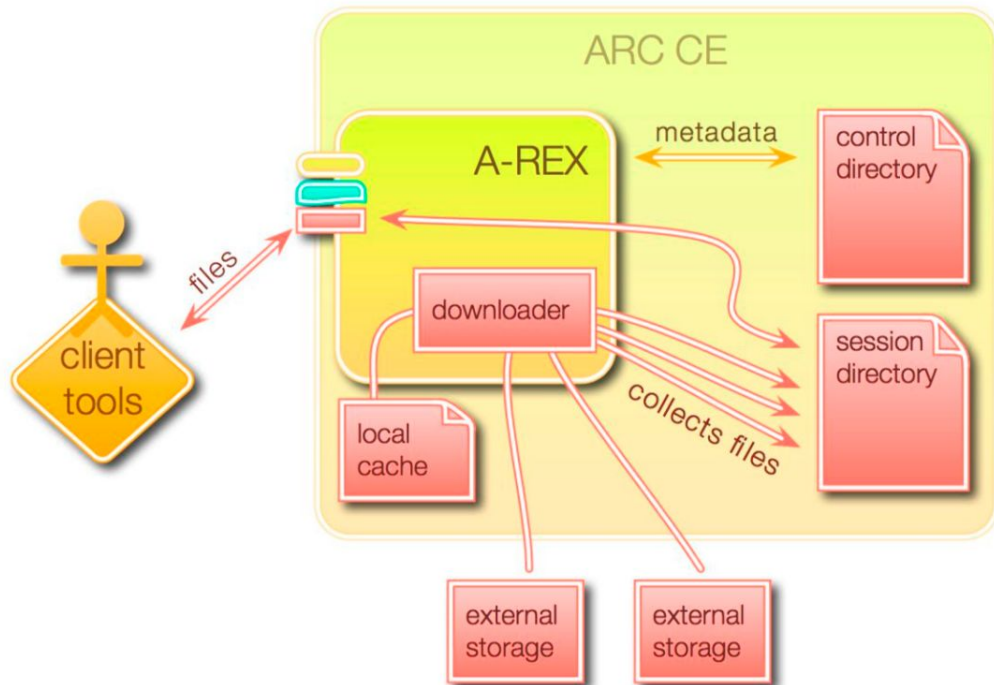 ARC CE
A-REX
metadata
control
directory
files
client
tools
downloader
session
directory
local
cache
collects files
external
storage
external
storage